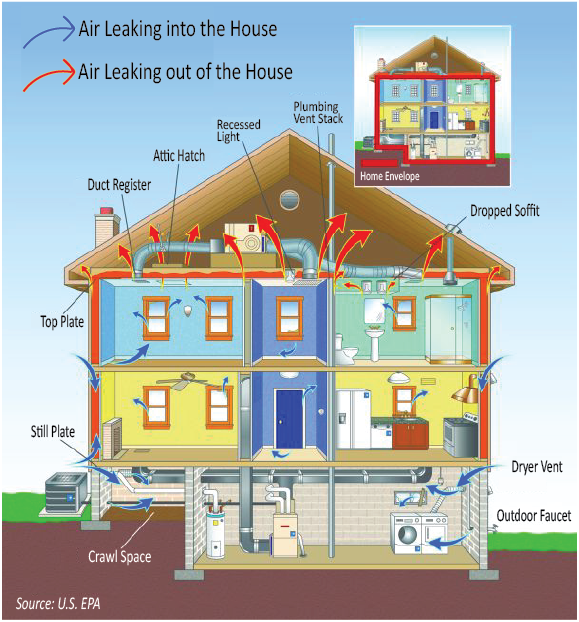 Air Leaking into the House
Air Leaking out of the House
Plumbing
Vent Stack
Recessed
Light
Attic Hatch
Duct Register
Home Envelope
Dropped Soffit
Top Plate
Still Plate
Dryer Vent
Outdoor Faucet
Crawl Space
Source: U.S. EPA